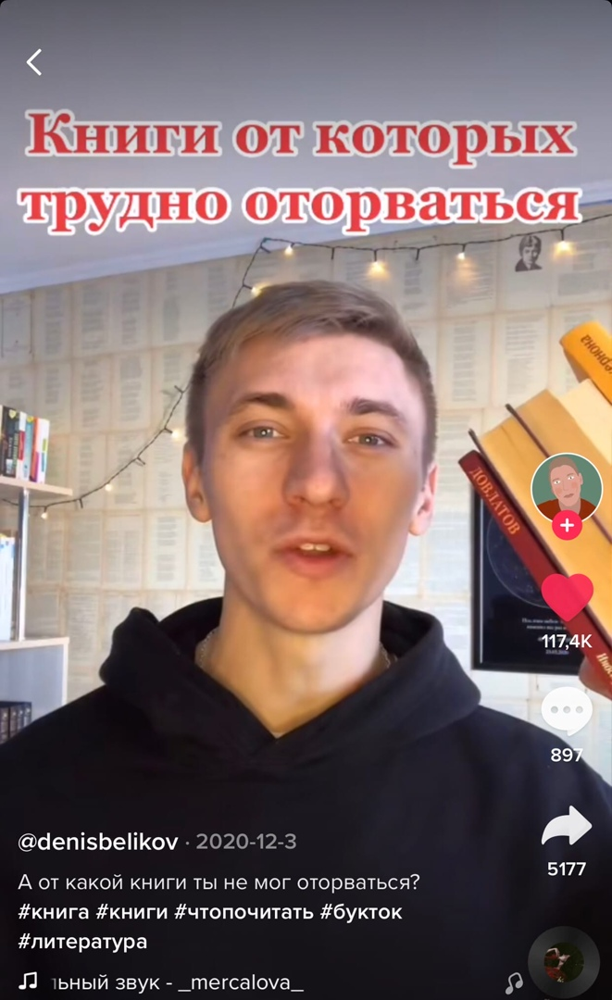 Книги от которых
трудно оторваться
ДОВЛАТОВ
117,4K
897
5177
@denisbelikov · 2020-12-3
А от какой книги ты не мог оторваться?
#книга #книги #чтопочитать #букток
#литература
ьный звук - _mercalova_